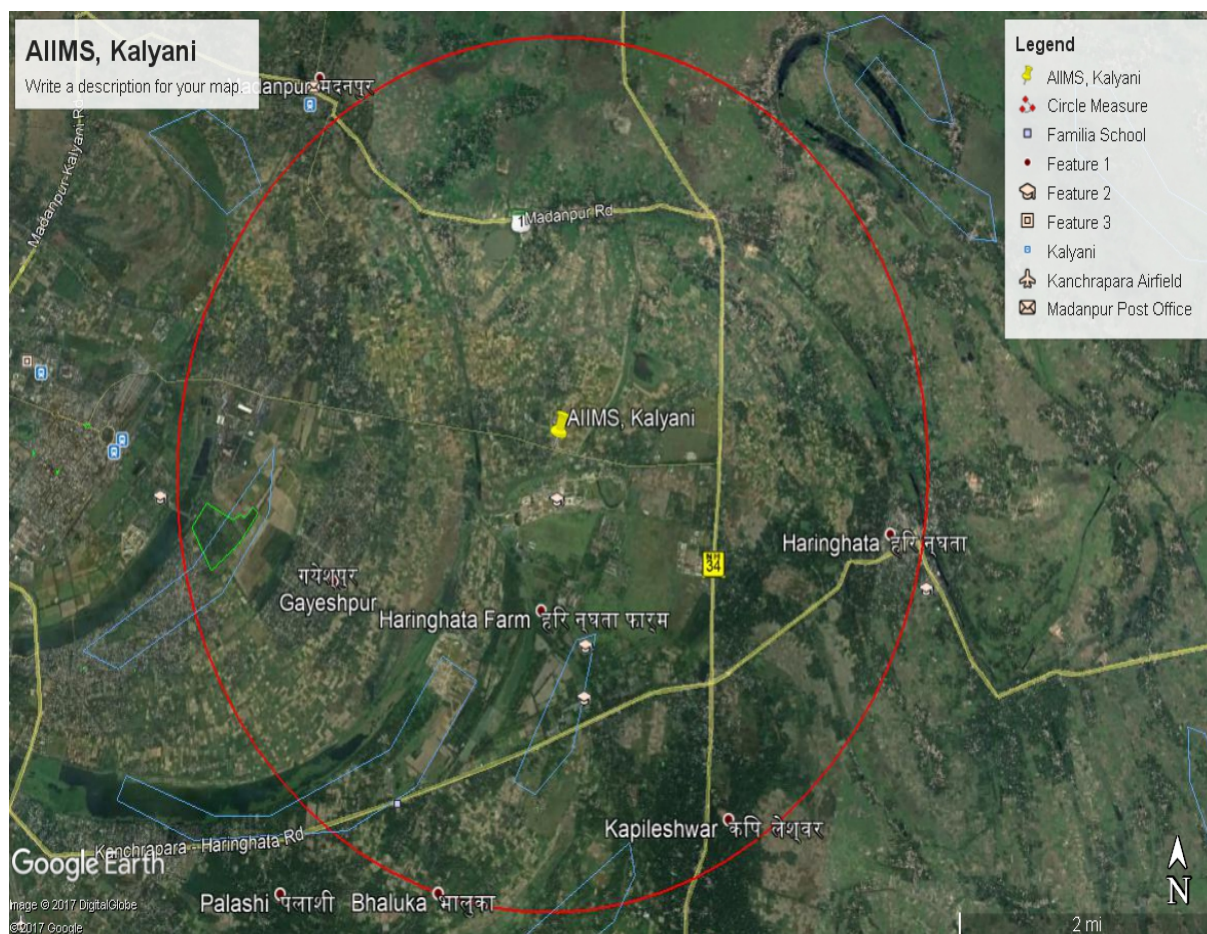 AIIMS, Kalyani
Write a description for your map.
Legend
AIIMS, Kalyani
Circle Measure
Familia School
Feature 1
Feature 2
Feature 3
Kalyani
Kanchrapara Airfield
Madanpur Post Office
Madanpur मदनपुर
Madanpur-Kalyani Rd
1
Madanpur Rd
AIIMS, Kalyani
34
Haringhata हरिन्घता
गयेशपुर
Gayeshpur
Haringhata Farm हरिन्घता फार्म
Kapileshwar कपिलेश्वर
Kanchrapara - Haringhata Rd
Google Earth
Palashi पलाशी
Bhaluka भालुका
N
Image © 2017 DigitalGlobe
©2017 Google
2 mi